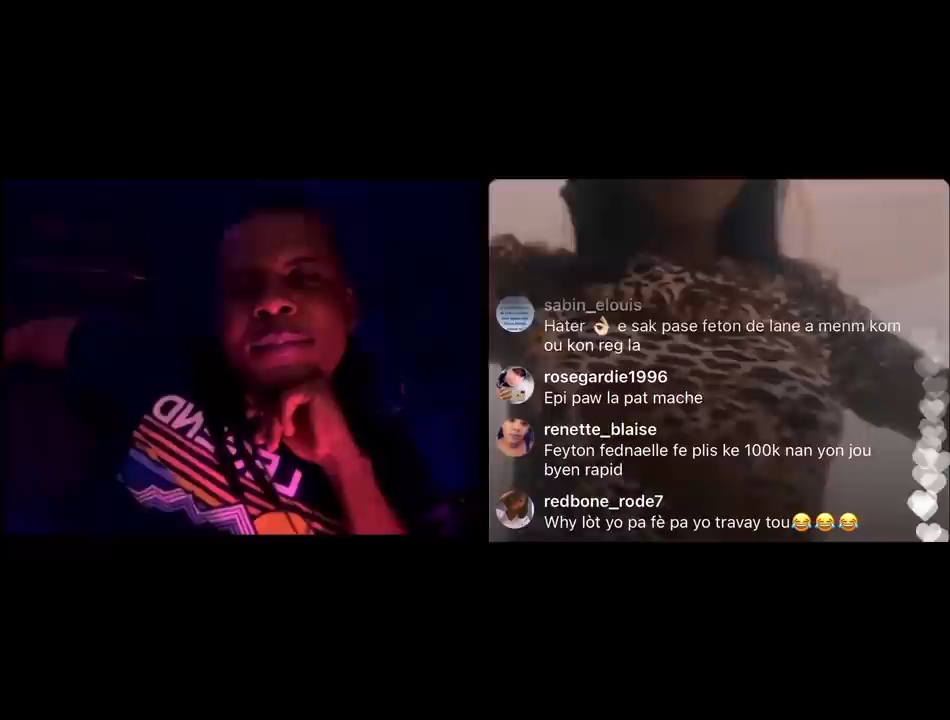 LEGEND
sabin_elouis
Hater 👌🏻 e sak pase feton de lane a menm kom
ou kon reg la
rosegardie1996
Epi paw la pat mache
renette_blaise
Feyton fednaelle fe plis ke 100k nan yon jou
byen rapid
redbone_rode7
Why lòt yo pa fè pa yo travay tou😂😂😂